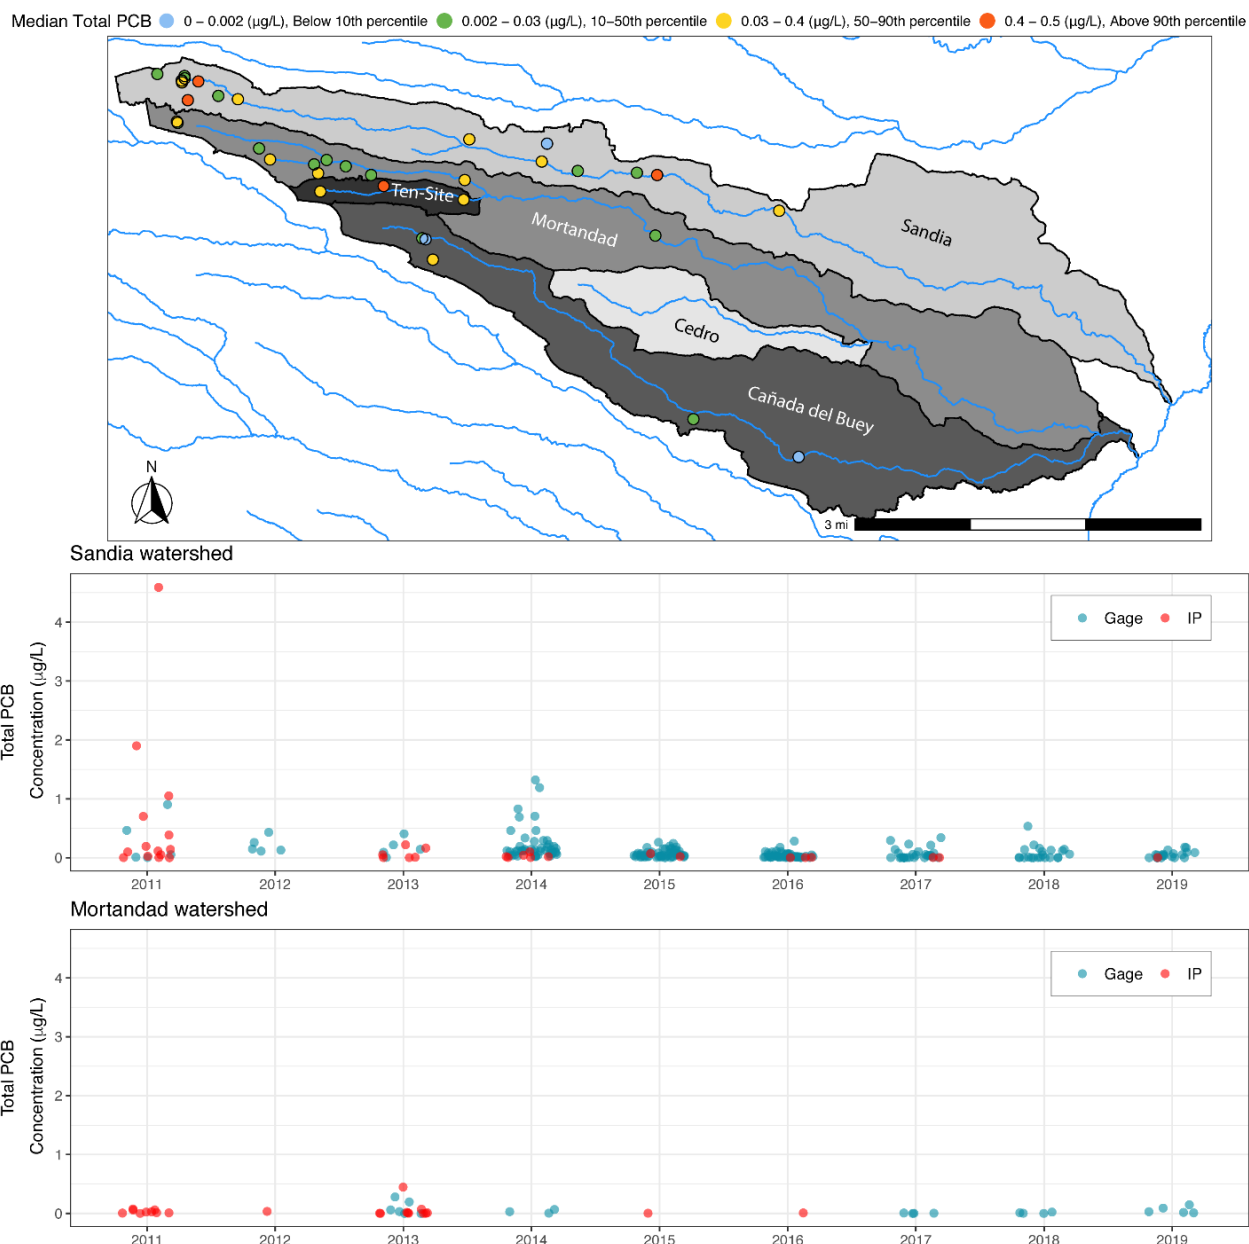 Median Total PCB 0 − 0.002 (μg/L), Below 10th percentile 0.002 − 0.03 (μg/L), 10−50th percentile 0.03 − 0.4 (μg/L), 50−90th percentile 0.4 − 0.5 (μg/L), Above 90th percentile
Ten-Site
Mortandad
Sandia
Cedro
Cañada del Buey
N
3 mi
Sandia watershed
Total PCB
Concentration (μg/L)
4
3
2
1
0
Gage IP
2011 2012 2013 2014 2015 2016 2017 2018 2019
Mortandad watershed
Total PCB
Concentration (μg/L)
4
3
2
1
0
Gage IP
2011 2012 2013 2014 2015 2016 2017 2018 2019